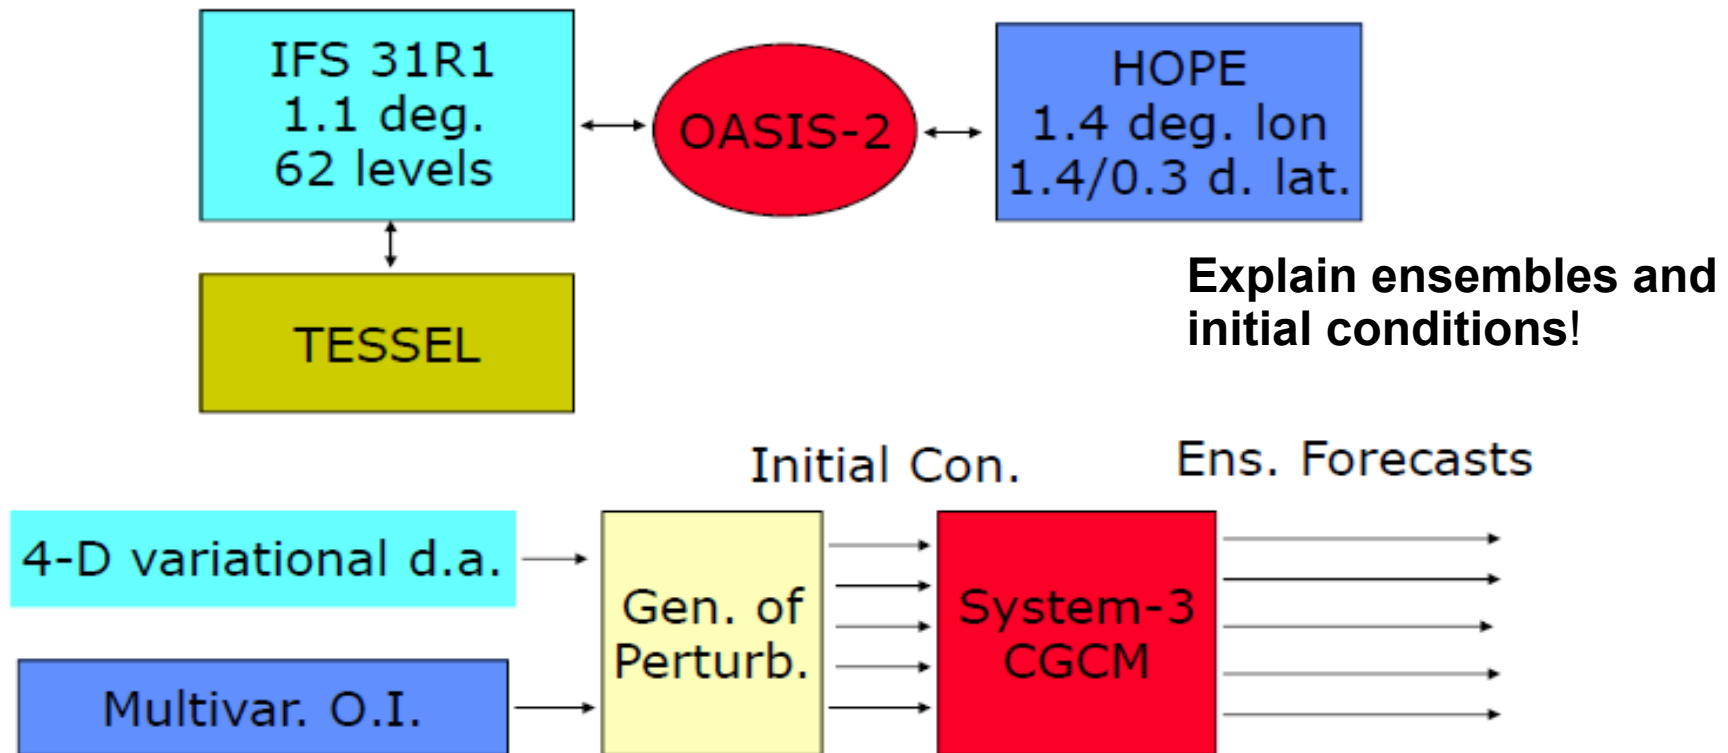 IFS 31R1
1.1 deg.
62 levels
OASIS-2
HOPE
1.4 deg. lon
1.4/0.3 d. lat.
TESSEL
Explain ensembles and
initial conditions!
Initial Con.
Ens. Forecasts
4-D variational d.a.
Multivar. O.I.
Gen. of
Perturb.
System-3
CGCM